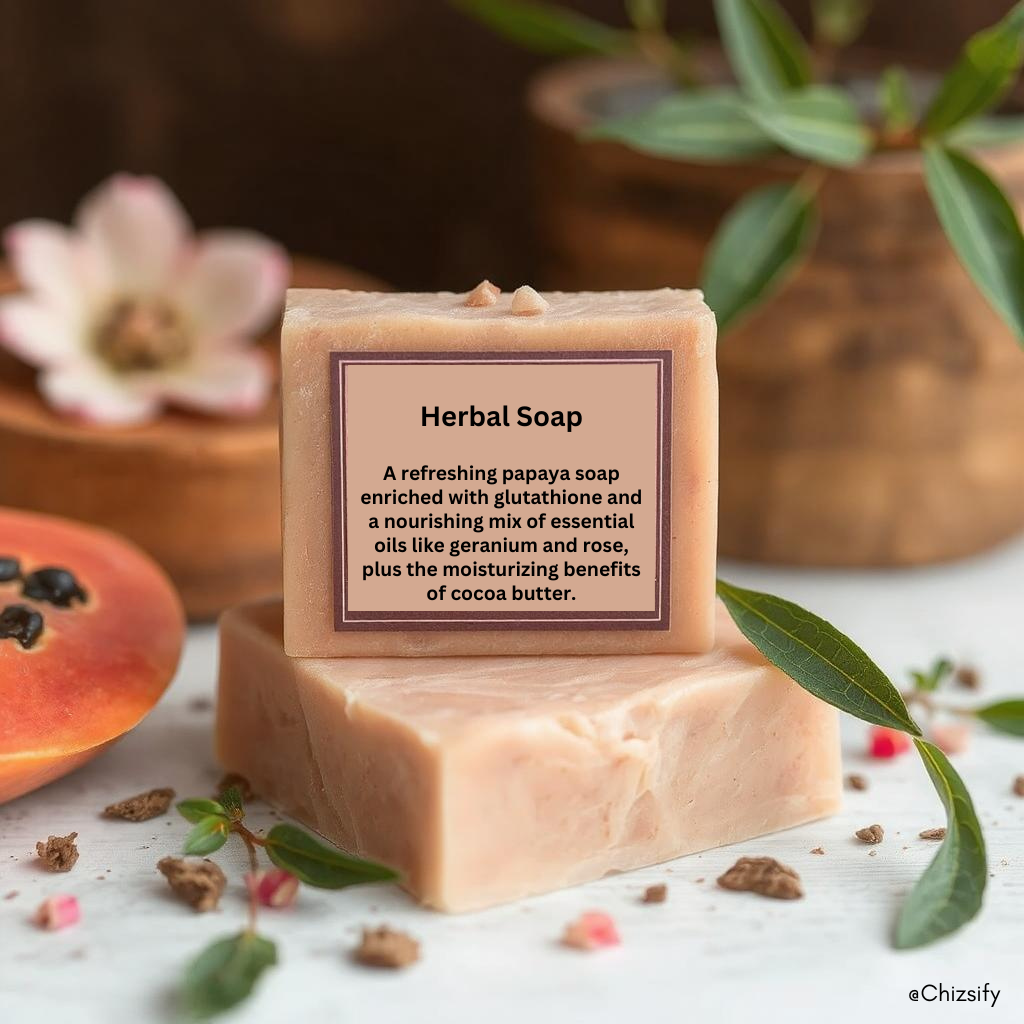 Herbal Soap
A refreshing papaya soap
enriched with glutathione and
a nourishing mix of essential
oils like geranium and rose,
plus the moisturizing benefits
of cocoa butter.
@Chizsify